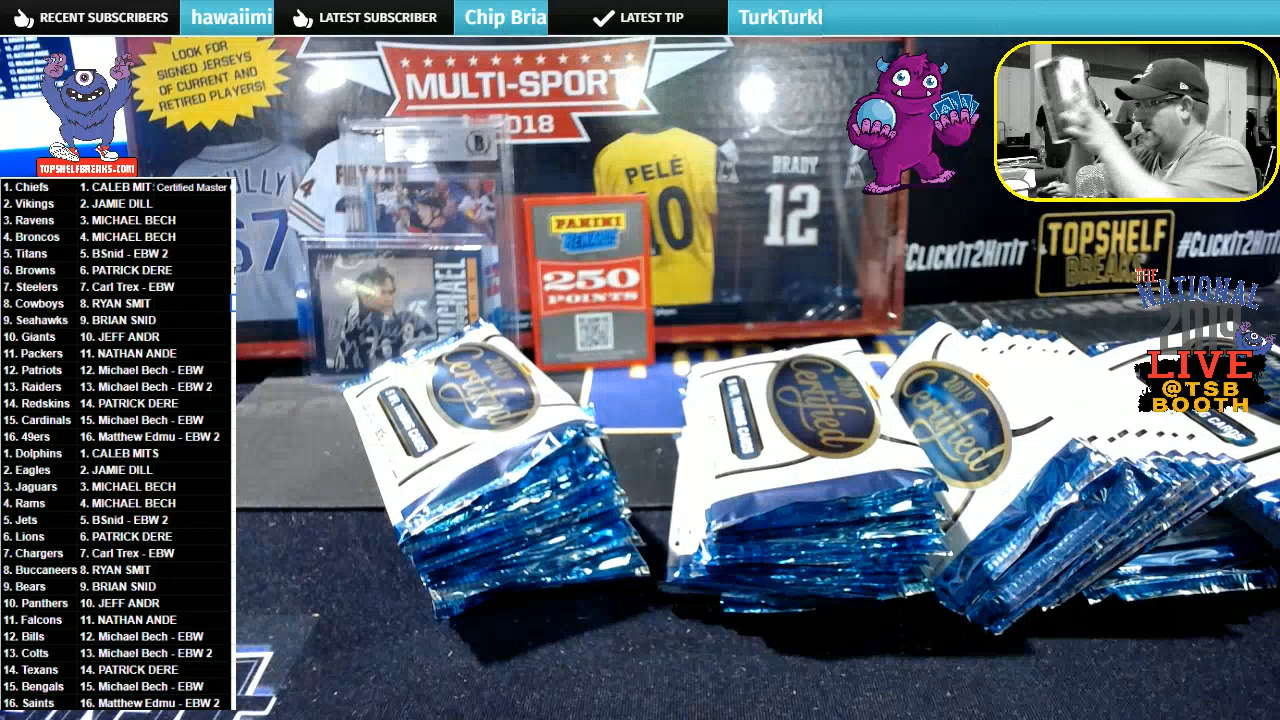 RECENT SUBSCRIBERS
hawaiimi
LATEST SUBSCRIBER
Chip Bria
LATEST TIP
TurkTurkl
LOOK FOR
SIGNED JERSEYS
OF CURRENT AND
RETIRED PLAYERS!
MULTI-SPORT
2018
TOPSHELFBREAKS.COM
PELÉ
10
BRADY
12
PANINI
REWARDS
250
POINTS
MICHAEL
#CLICKIT2HITIT
TOPSHELF
BREAKS
#CLICKIT2HITIT
THE
NATIONAL
2019
LIVE
@TSB
BOOTH
1. Chiefs 1. CALEB MIT: Certified Master
2. Vikings 2. JAMIE DILL
3. Ravens 3. MICHAEL BECH
4. Broncos 4. MICHAEL BECH
5. Titans 5. BSnid - EBW 2
6. Browns 6. PATRICK DERE
7. Steelers 7. Carl Trex - EBW
8. Cowboys 8. RYAN SMIT
9. Seahawks 9. BRIAN SNID
10. Giants 10. JEFF ANDR
11. Packers 11. NATHAN ANDE
12. Patriots 12. Michael Bech - EBW
13. Raiders 13. Michael Bech - EBW 2
14. Redskins 14. PATRICK DERE
15. Cardinals 15. Michael Bech - EBW
16. 49ers 16. Matthew Edmu - EBW 2
1. Dolphins 1. CALEB MITS
2. Eagles 2. JAMIE DILL
3. Jaguars 3. MICHAEL BECH
4. Rams 4. MICHAEL BECH
5. Jets 5. BSnid - EBW 2
6. Lions 6. PATRICK DERE
7. Chargers 7. Carl Trex - EBW
8. Buccaneers 8. RYAN SMIT
9. Bears 9. BRIAN SNID
10. Panthers 10. JEFF ANDR
11. Falcons 11. NATHAN ANDE
12. Bills 12. Michael Bech - EBW
13. Colts 13. Michael Bech - EBW 2
14. Texans 14. PATRICK DERE
15. Bengals 15. Michael Bech - EBW
16. Saints 16. Matthew Edmu - EBW 2
Certified
2019
Certified
2019
Certified
CARDS